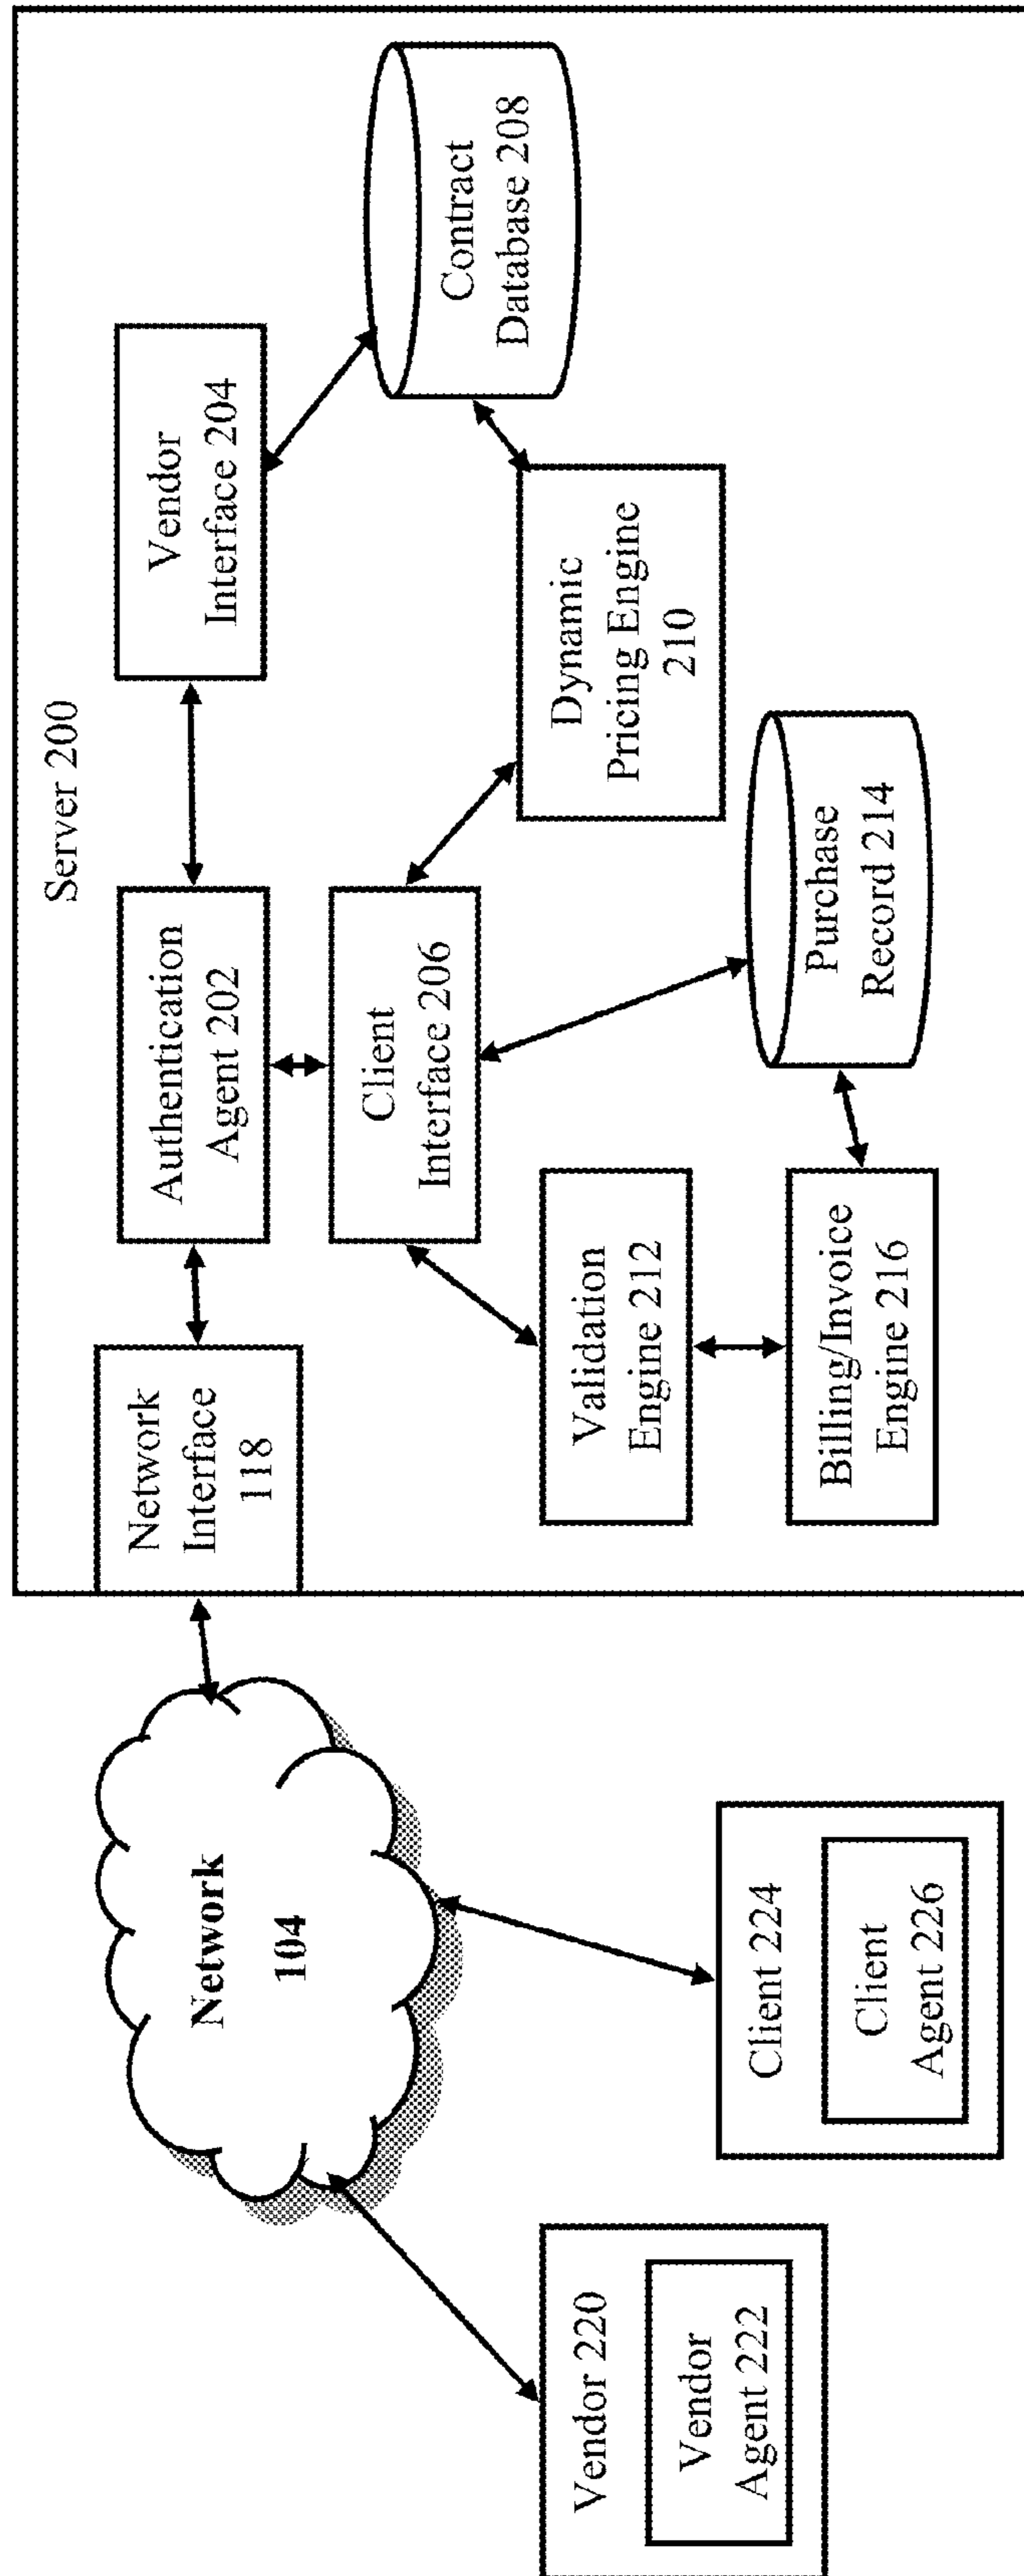 Server 200
Network
Interface
118
Authentication
Agent 202
Vendor
Interface 204
Client
Interface 206
Contract
Database 208
Dynamic
Pricing Engine
210
Validation
Engine 212
Purchase
Record 214
Billing/Invoice
Engine 216
Network
104
Vendor 220
Vendor
Agent 222
Client 224
Client
Agent 226